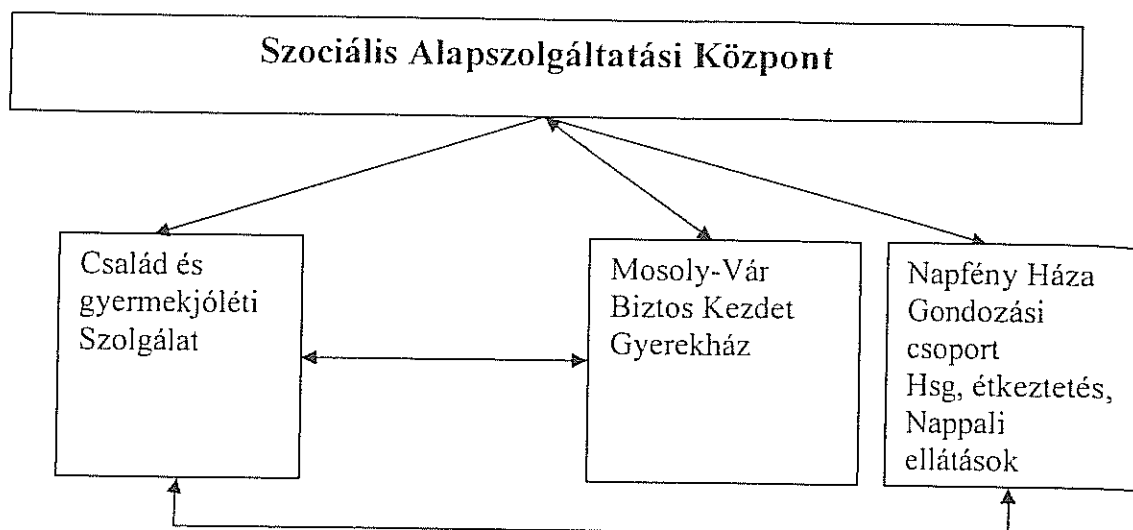 Szociális Alapszolgáltatási Központ
Család és
gyermekjóléti
Szolgálat
Mosoly-Vár
Biztos Kezdet
Gyerekház
Napfény Háza
Gondozási
csoport
Hsg, étkeztetés,
Nappali
ellátások